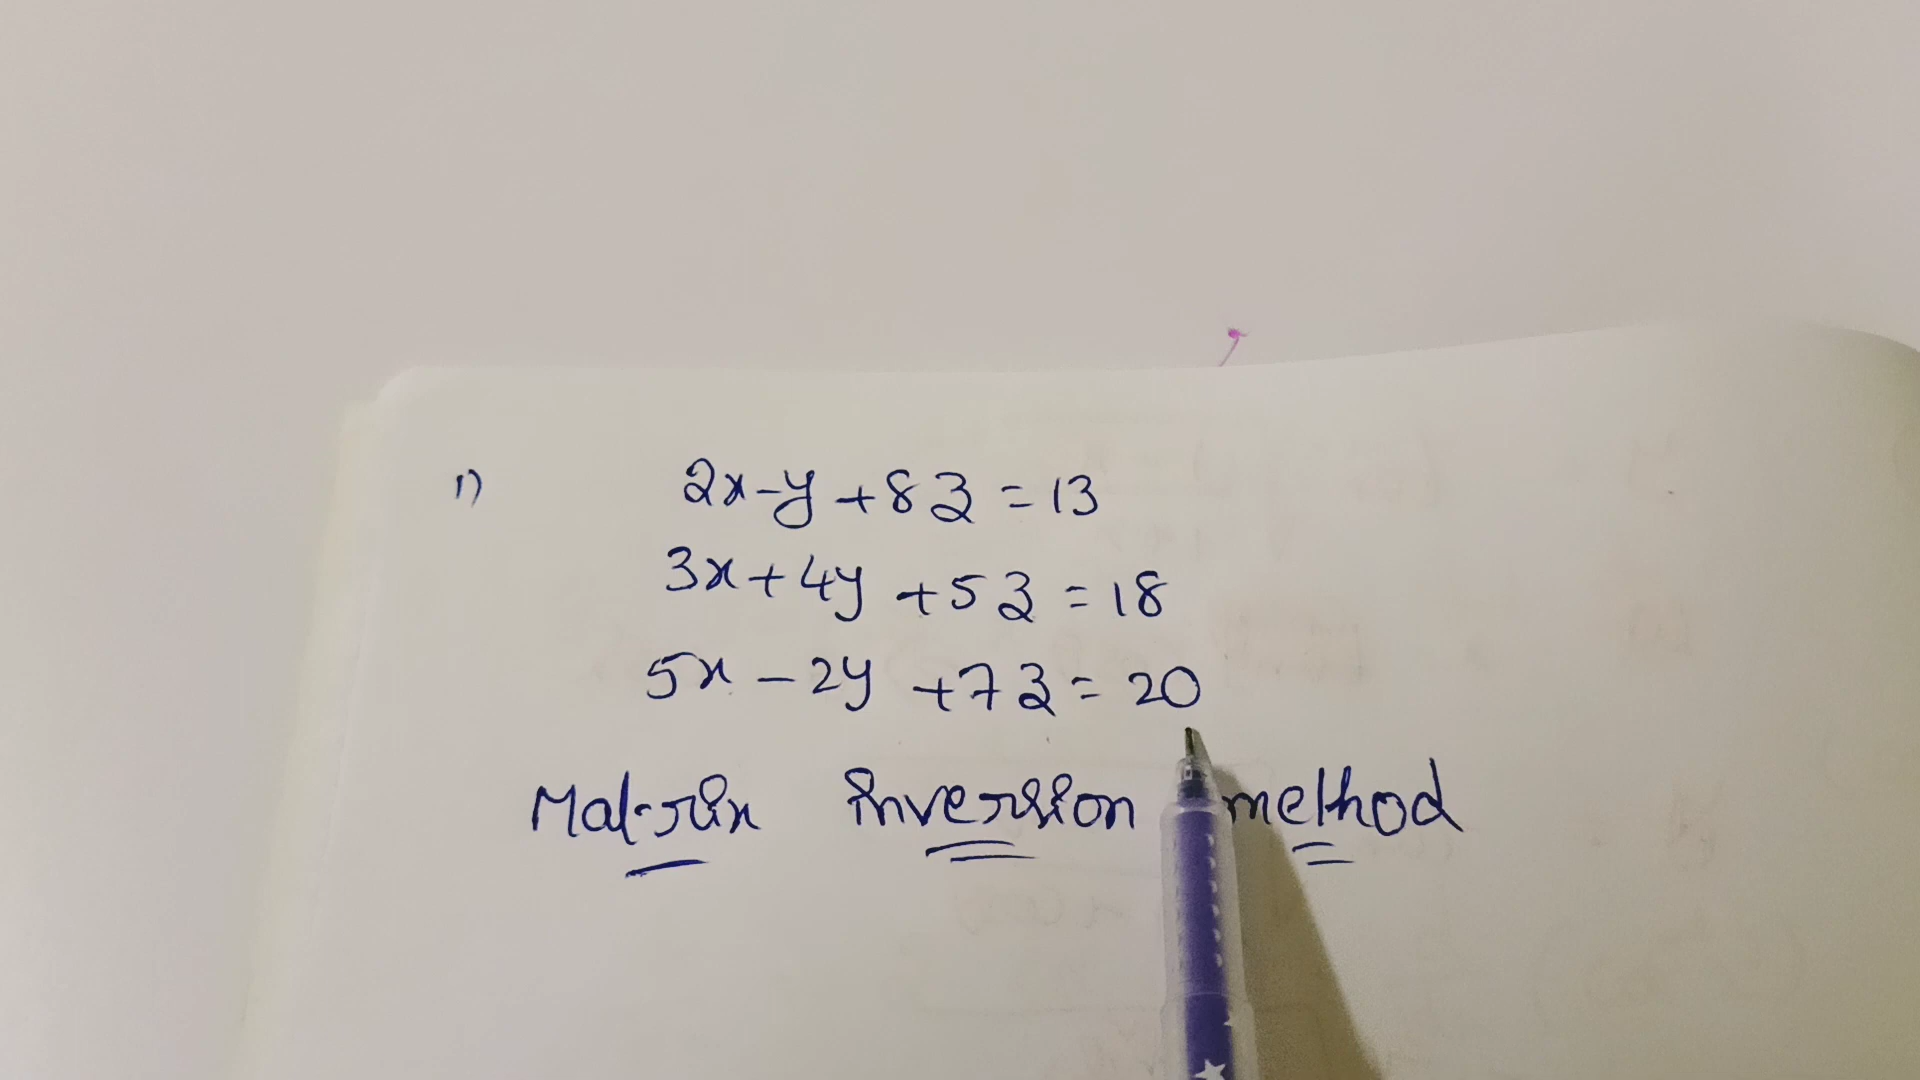 1) 2x-y+8z=13
3x+4y+5z=18
5x-2y+7z=20
Matrix inversion method